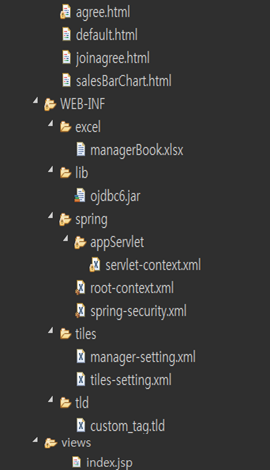 agree.html
default.html
joinagree.html
salesBarChart.html
WEB-INF
excel
managerBook.xlsx
lib
ojdbc6.jar
spring
appServlet
servlet-context.xml
root-context.xml
spring-security.xml
tiles
manager-setting.xml
tiles-setting.xml
tld
custom_tag.tld
views
index.jsp